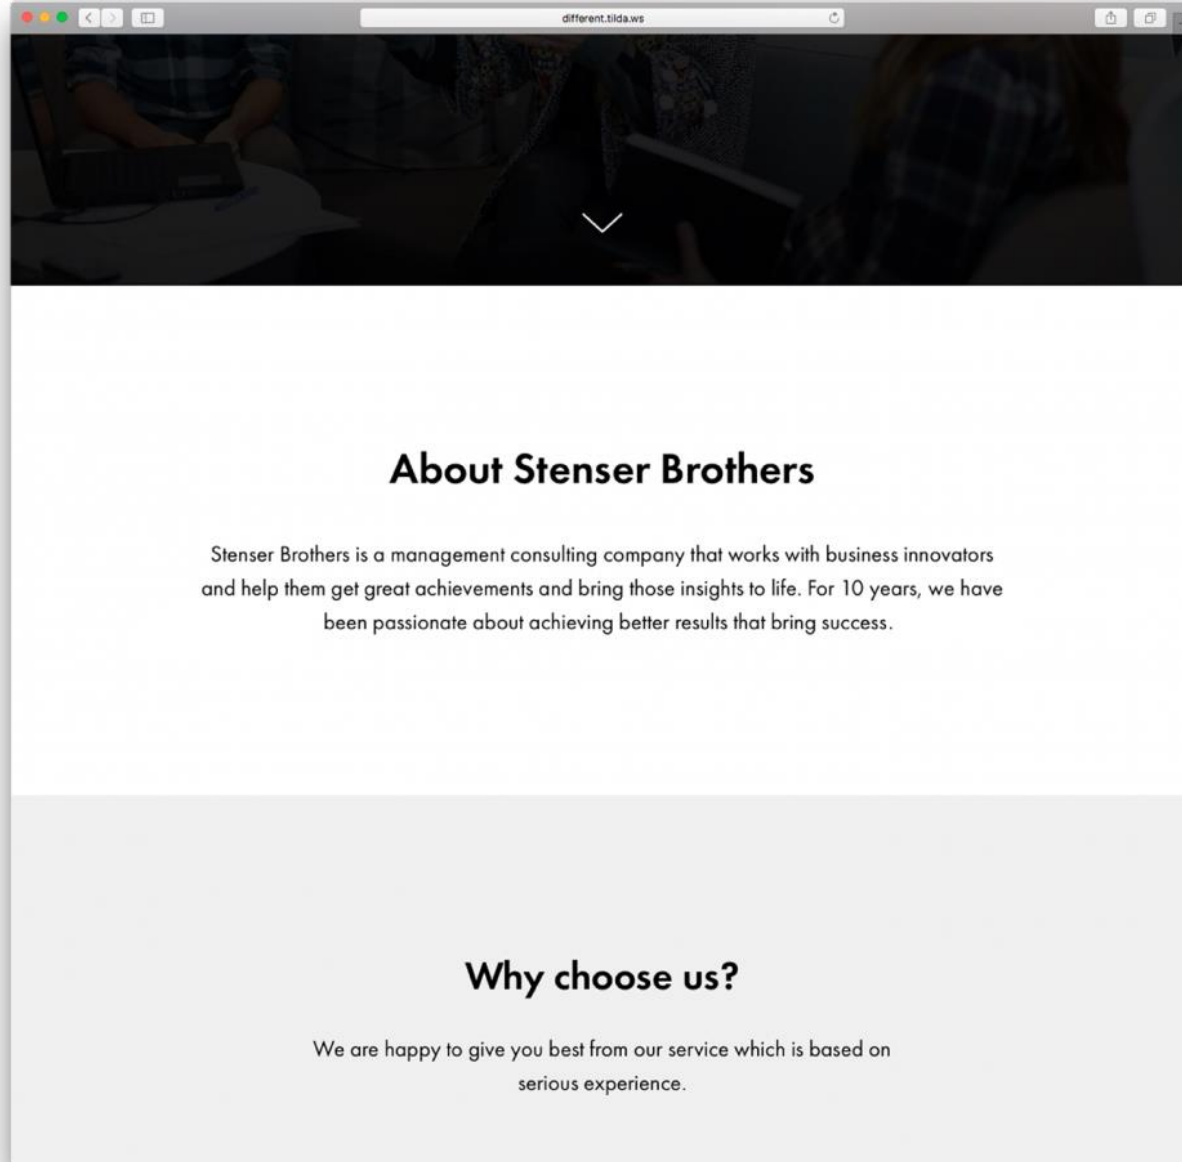 different.tilda.ws
About Stenser Brothers
Stenser Brothers is a management consulting company that works with business innovators
and help them get great achievements and bring those insights to life. For 10 years, we have
been passionate about achieving better results that bring success.
Why choose us?
We are happy to give you best from our service which is based on
serious experience.